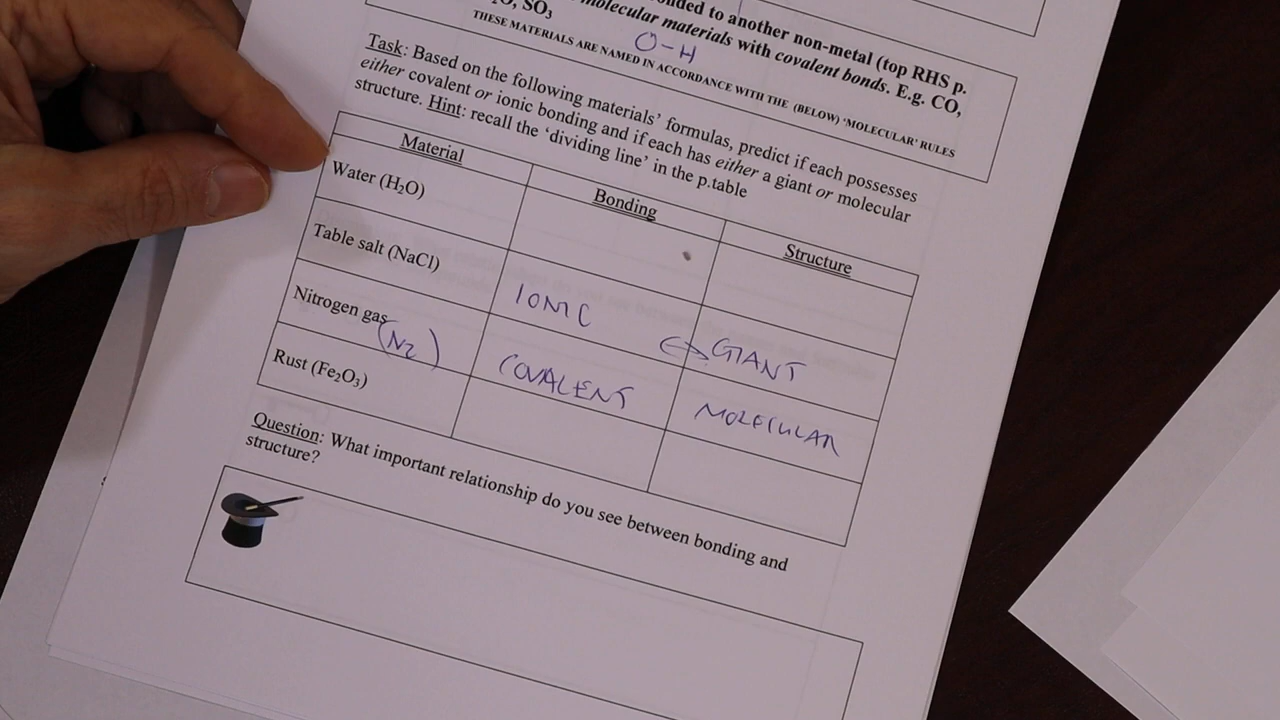 nded to another non-metal (top RHS p.
molecular materials with covalent bonds. E.g. CO,
O, SO3
O-H
THESE MATERIALS ARE NAMED IN ACCORDANCE WITH THE (BELOW) 'MOLECULAR' RULES
Task: Based on the following materials' formulas, predict if each possesses
either covalent or ionic bonding and if each has either a giant or molecular
structure. Hint: recall the 'dividing line' in the p.table
Material Bonding Structure
Water (H2O)
Table salt (NaCl) IONIC <-> GIANT
Nitrogen gas (N2) COVALENT MOLECULAR
Rust (Fe2O3)
Question: What important relationship do you see between bonding and
structure?